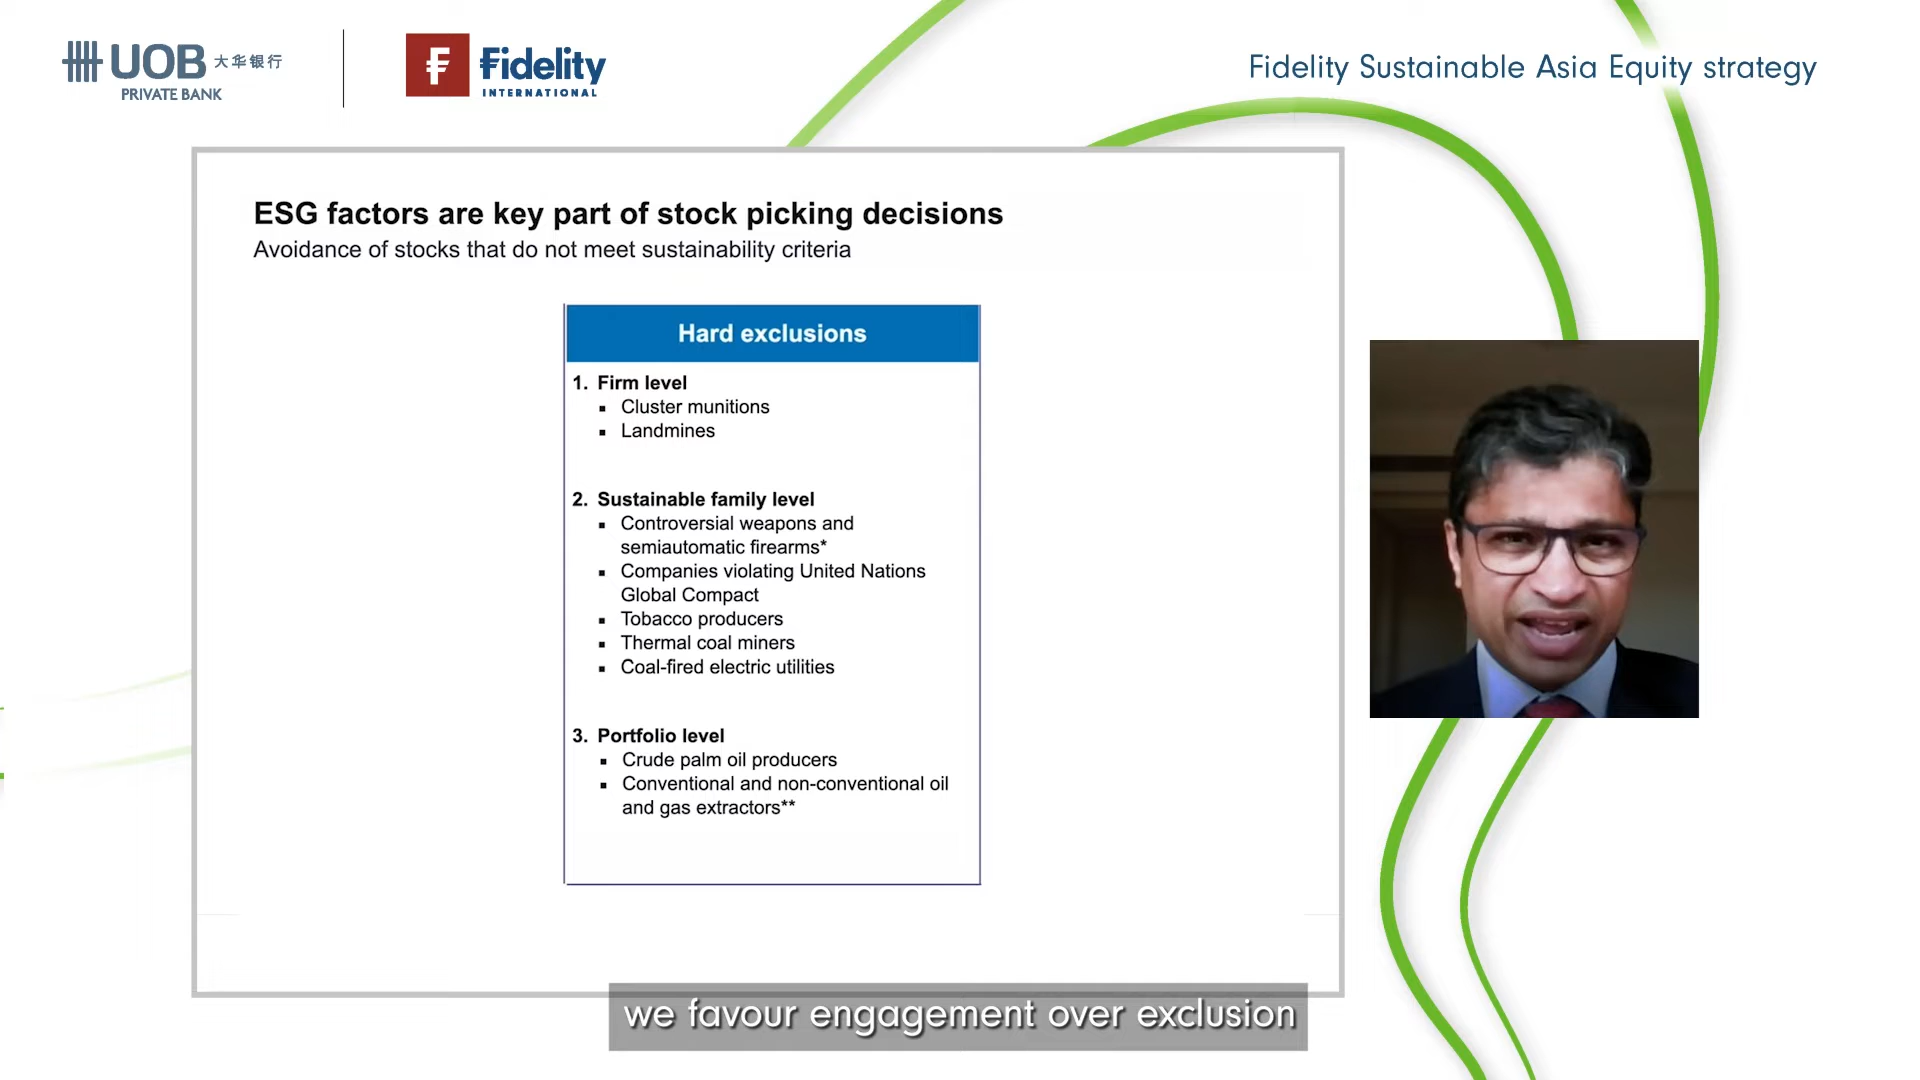 UOB 大华银行
PRIVATE BANK
Fidelity
INTERNATIONAL
Fidelity Sustainable Asia Equity strategy
ESG factors are key part of stock picking decisions
Avoidance of stocks that do not meet sustainability criteria
Hard exclusions
1. Firm level
▪ Cluster munitions
▪ Landmines
2. Sustainable family level
▪ Controversial weapons and
semiautomatic firearms*
▪ Companies violating United Nations
Global Compact
▪ Tobacco producers
▪ Thermal coal miners
▪ Coal-fired electric utilities
3. Portfolio level
▪ Crude palm oil producers
▪ Conventional and non-conventional oil
and gas extractors**
we favour engagement over exclusion